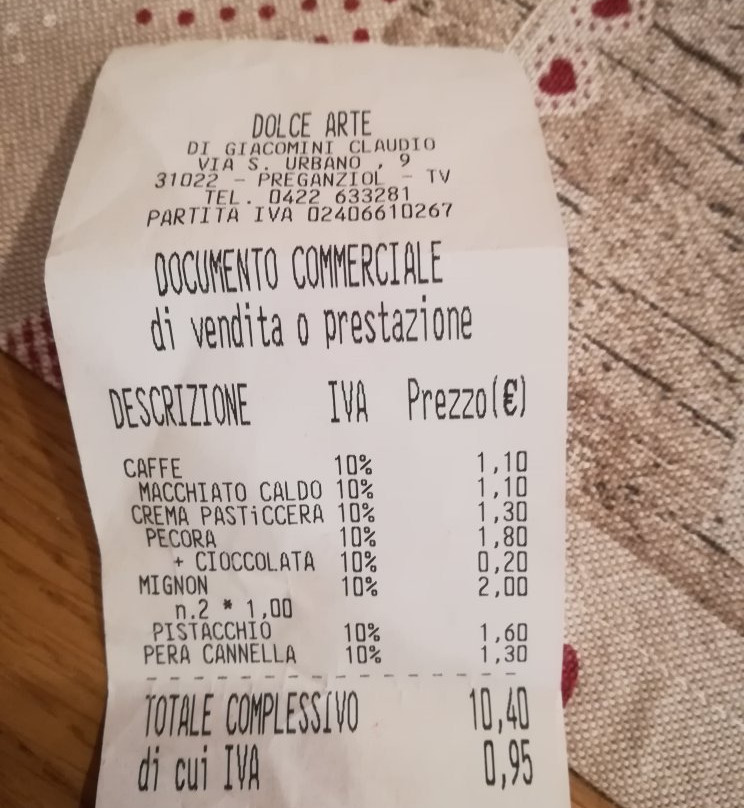 DOLCE ARTE
DI GIACOMINI CLAUDIO
VIA S. URBANO , 9
31022 - PREGANZIOL - TV
TEL. 0422 633281
PARTITA IVA 02406610267
DOCUMENTO COMMERCIALE
di vendita o prestazione
DESCRIZIONE IVA Prezzo(€)
CAFFE 10% 1,10
MACCHIATO CALDO 10% 1,10
CREMA PASTiCCERA 10% 1,30
PECORA 10% 1,80
+ CIOCCOLATA 10% 0,20
MIGNON 10% 2,00
n.2 * 1,00
PISTACCHIO 10% 1,60
PERA CANNELLA 10% 1,30
TOTALE COMPLESSIVO 10,40
di cui IVA 0,95